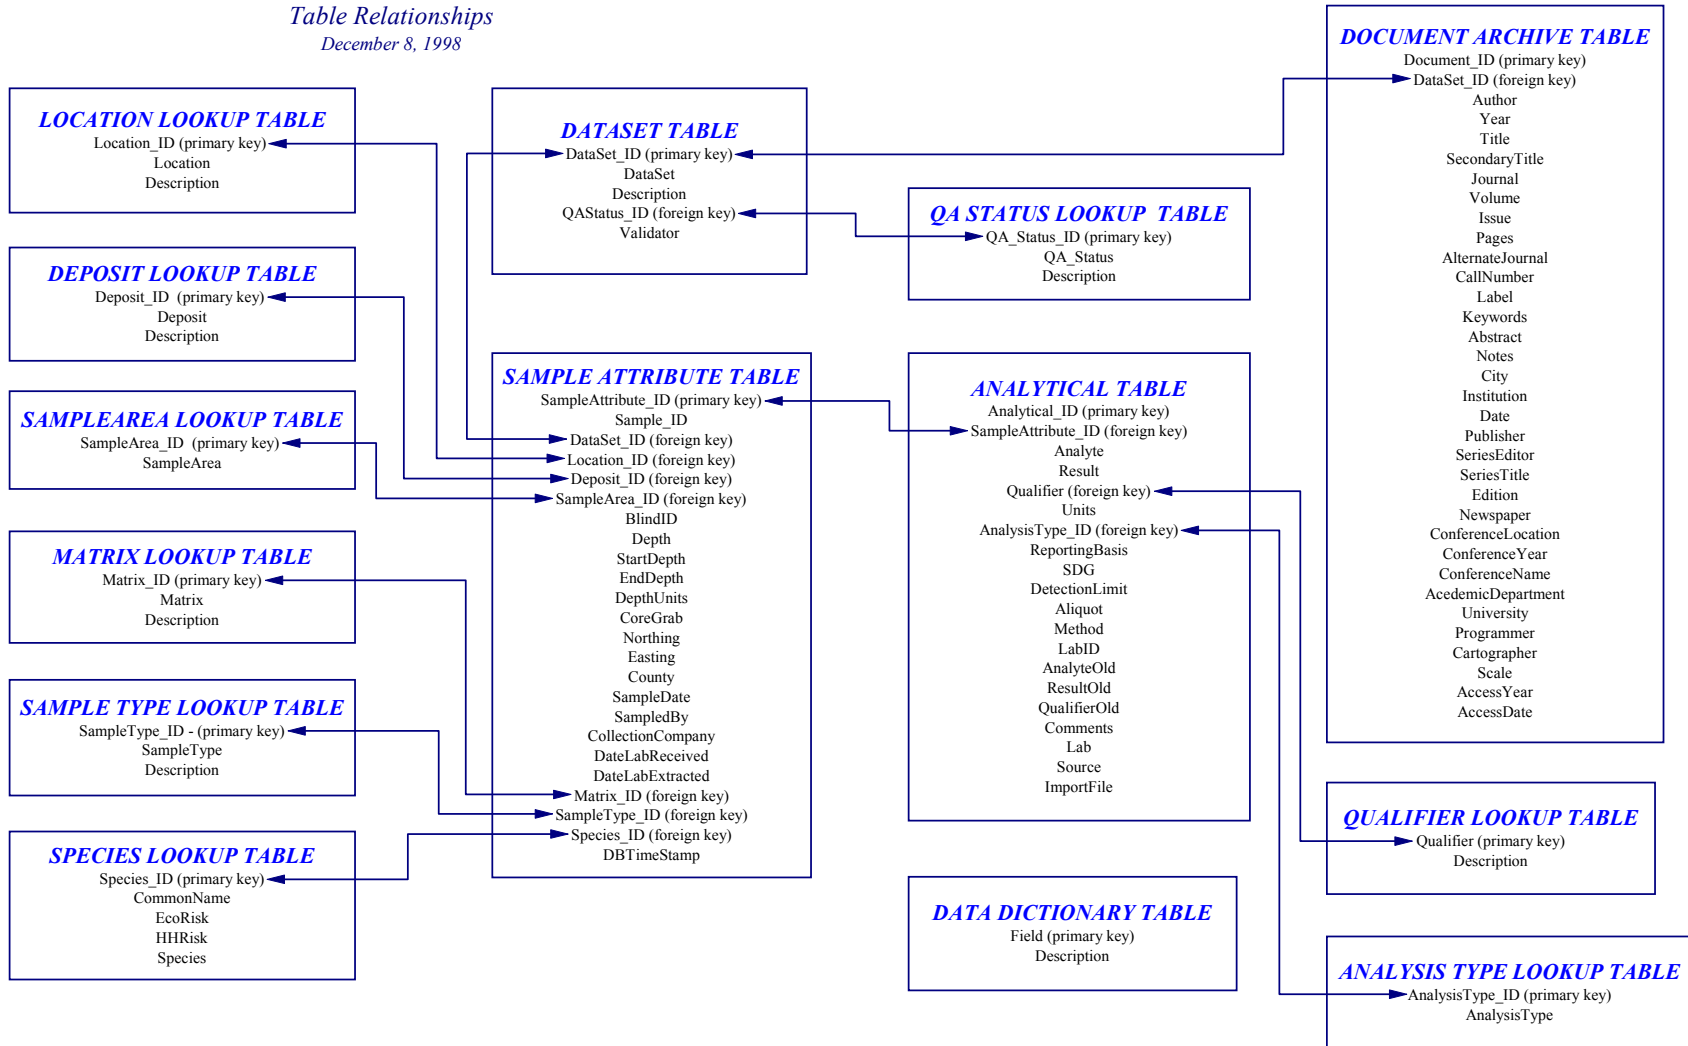 Table Relationships
December 8, 1998
LOCATION LOOKUP TABLE
Location_ID (primary key)
Location
Description
DEPOSIT LOOKUP TABLE
Deposit_ID (primary key)
Deposit
Description
SAMPLEAREA LOOKUP TABLE
SampleArea_ID (primary key)
SampleArea
MATRIX LOOKUP TABLE
Matrix_ID (primary key)
Matrix
Description
SAMPLE TYPE LOOKUP TABLE
SampleType_ID - (primary key)
SampleType
Description
SPECIES LOOKUP TABLE
Species_ID (primary key)
CommonName
EcoRisk
HHRisk
Species
DATASET TABLE
DataSet_ID (primary key)
DataSet
Description
QAStatus_ID (foreign key)
Validator
SAMPLE ATTRIBUTE TABLE
SampleAttribute_ID (primary key)
Sample_ID
DataSet_ID (foreign key)
Location_ID (foreign key)
Deposit_ID (foreign key)
SampleArea_ID (foreign key)
BlindID
Depth
StartDepth
EndDepth
DepthUnits
CoreGrab
Northing
Easting
County
SampleDate
SampledBy
CollectionCompany
DateLabReceived
DateLabExtracted
Matrix_ID (foreign key)
SampleType_ID (foreign key)
Species_ID (foreign key)
DBTimeStamp
QA STATUS LOOKUP TABLE
QA_Status_ID (primary key)
QA_Status
Description
ANALYTICAL TABLE
Analytical_ID (primary key)
SampleAttribute_ID (foreign key)
Analyte
Result
Qualifier (foreign key)
Units
AnalysisType_ID (foreign key)
ReportingBasis
SDG
DetectionLimit
Aliquot
Method
LabID
AnalyteOld
ResultOld
QualifierOld
Comments
Lab
Source
ImportFile
DATA DICTIONARY TABLE
Field (primary key)
Description
DOCUMENT ARCHIVE TABLE
Document_ID (primary key)
DataSet_ID (foreign key)
Author
Year
Title
SecondaryTitle
Journal
Volume
Issue
Pages
AlternateJournal
CallNumber
Label
Keywords
Abstract
Notes
City
Institution
Date
Publisher
SeriesEditor
SeriesTitle
Edition
Newspaper
ConferenceLocation
ConferenceYear
ConferenceName
AcedemicDepartment
University
Programmer
Cartographer
Scale
AccessYear
AccessDate
QUALIFIER LOOKUP TABLE
Qualifier (primary key)
Description
ANALYSIS TYPE LOOKUP TABLE
AnalysisType_ID (primary key)
AnalysisType